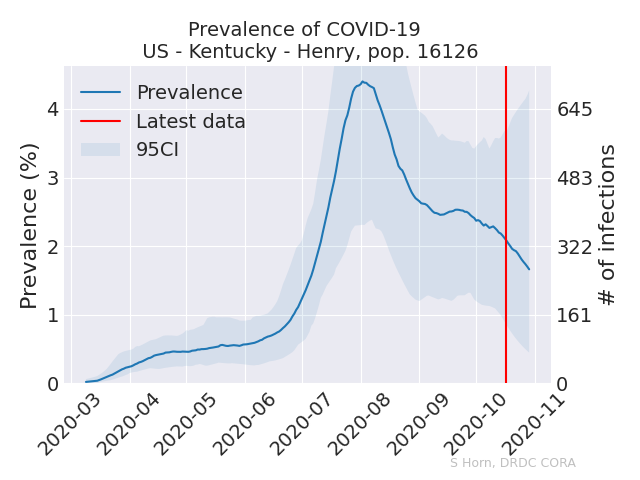 Prevalence of COVID-19
US - Kentucky - Henry, pop. 16126
Prevalence
Latest data
95CI
Prevalence (%)
4
3
2
1
0
645
483
322
161
0
# of infections
2020-03
2020-04
2020-05
2020-06
2020-07
2020-08
2020-09
2020-10
2020-11
S Horn, DRDC CORA